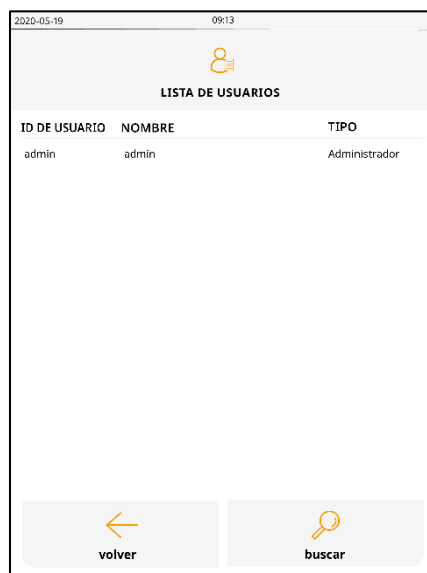 2020-05-19 09:13
LISTA DE USUARIOS
ID DE USUARIO NOMBRE TIPO
admin admin Administrador
volver buscar